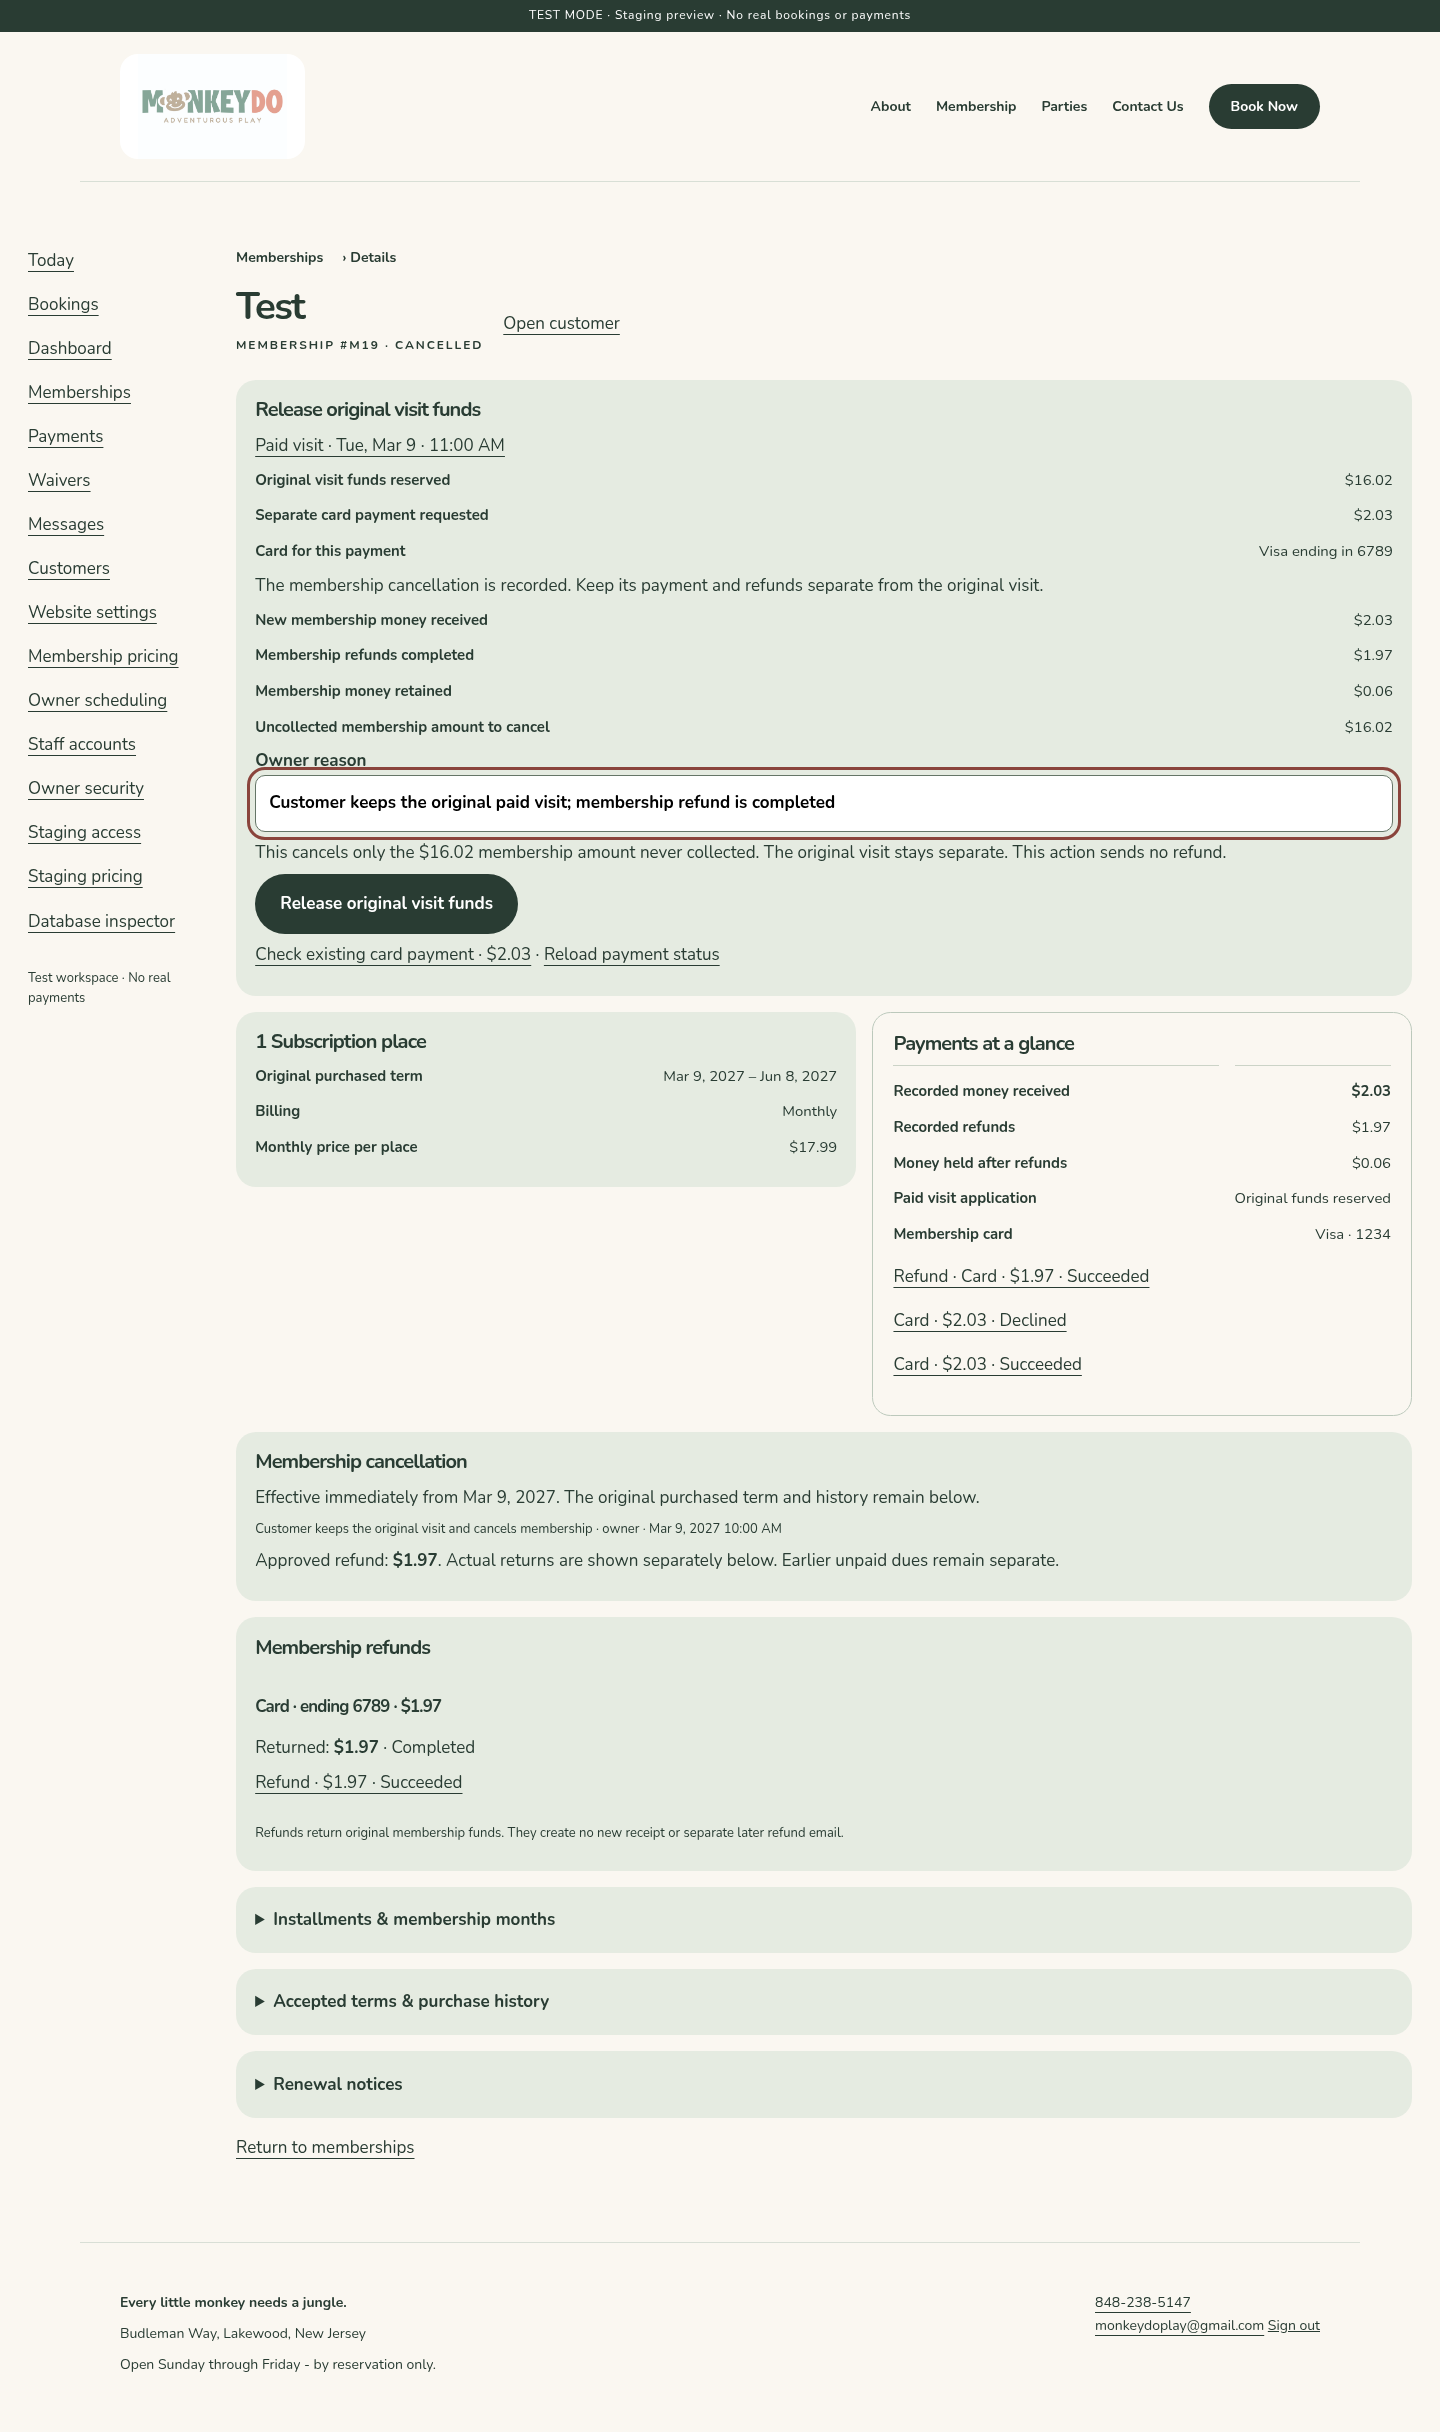 TEST MODE · Staging preview · No real bookings or payments
MONKEYDO
ADVENTUROUS PLAY
About
Membership
Parties
Contact Us
Book Now
Today
Bookings
Dashboard
Memberships
Payments
Waivers
Messages
Customers
Website settings
Membership pricing
Owner scheduling
Staff accounts
Owner security
Staging access
Staging pricing
Database inspector
Test workspace · No real
payments
Memberships › Details
Test
MEMBERSHIP #M19 · CANCELLED
Open customer
Release original visit funds
Paid visit · Tue, Mar 9 · 11:00 AM
Original visit funds reserved $16.02
Separate card payment requested $2.03
Card for this payment Visa ending in 6789
The membership cancellation is recorded. Keep its payment and refunds separate from the original visit.
New membership money received $2.03
Membership refunds completed $1.97
Membership money retained $0.06
Uncollected membership amount to cancel $16.02
Owner reason
Customer keeps the original paid visit; membership refund is completed
This cancels only the $16.02 membership amount never collected. The original visit stays separate. This action sends no refund.
Release original visit funds
Check existing card payment · $2.03 · Reload payment status
1 Subscription place
Original purchased term Mar 9, 2027 – Jun 8, 2027
Billing Monthly
Monthly price per place $17.99
Payments at a glance
Recorded money received $2.03
Recorded refunds $1.97
Money held after refunds $0.06
Paid visit application Original funds reserved
Membership card Visa · 1234
Refund · Card · $1.97 · Succeeded
Card · $2.03 · Declined
Card · $2.03 · Succeeded
Membership cancellation
Effective immediately from Mar 9, 2027. The original purchased term and history remain below.
Customer keeps the original visit and cancels membership · owner · Mar 9, 2027 10:00 AM
Approved refund: $1.97. Actual returns are shown separately below. Earlier unpaid dues remain separate.
Membership refunds
Card · ending 6789 · $1.97
Returned: $1.97 · Completed
Refund · $1.97 · Succeeded
Refunds return original membership funds. They create no new receipt or separate later refund email.
▶ Installments & membership months
▶ Accepted terms & purchase history
▶ Renewal notices
Return to memberships
Every little monkey needs a jungle.
Budleman Way, Lakewood, New Jersey
Open Sunday through Friday - by reservation only.
848-238-5147
monkeydoplay@gmail.com Sign out